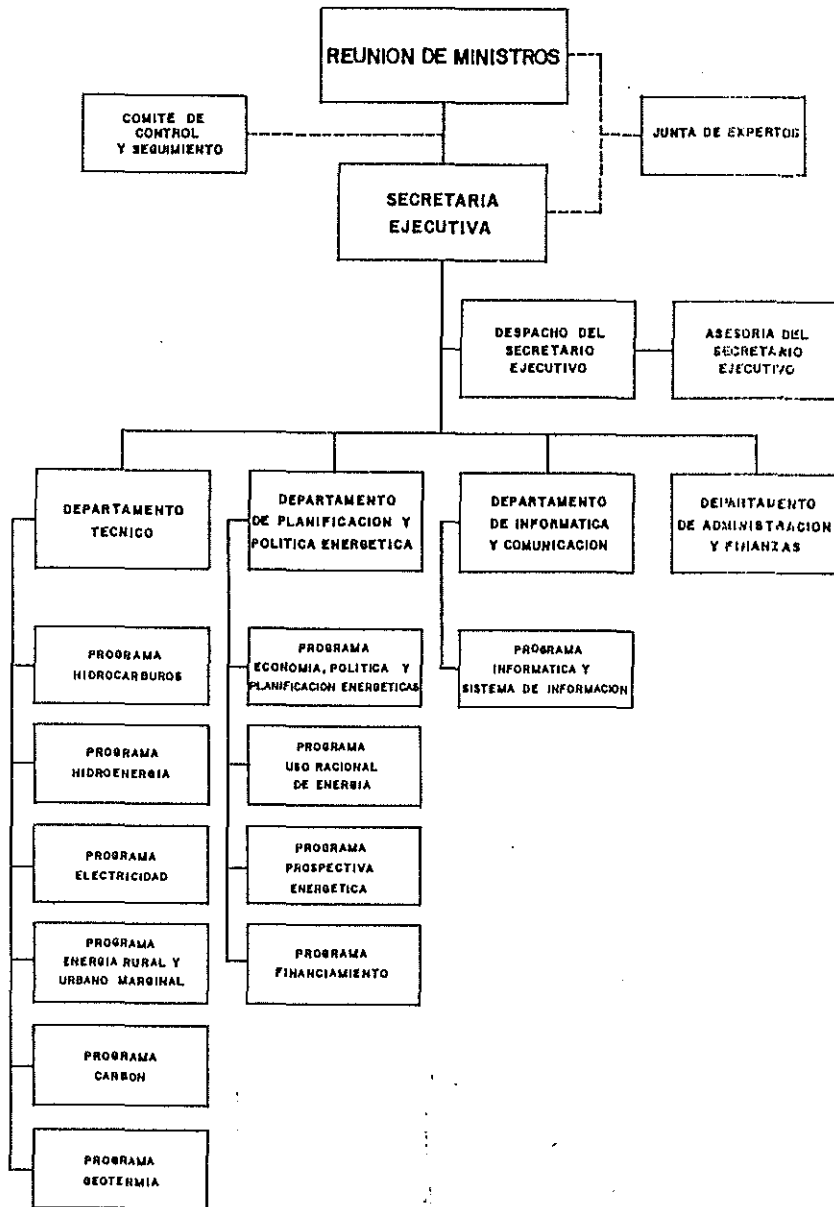 REUNION DE MINISTROS
COMITÉ DE
CONTROL
Y SEGUIMIENTO
JUNTA DE EXPERTOS
SECRETARIA
EJECUTIVA
DESPACHO DEL
SECRETARIO
EJECUTIVO
ASESORIA DEL
SECRETARIO
EJECUTIVO
DEPARTAMENTO
TECNICO
DEPARTAMENTO
DE PLANIFICACION Y
POLITICA ENERGETICA
DEPARTAMENTO
DE INFORMATICA
Y COMUNICACION
DEPARTAMENTO
DE ADMINISTRACION
Y FINANZAS
PROGRAMA
HIDROCARBUROS
PROGRAMA
ECONOMIA, POLITICA Y
PLANIFICACION ENERGETICAS
PROGRAMA
INFORMATICA Y
SISTEMA DE INFORMACION
PROGRAMA
HIDROENERGIA
PROGRAMA
USO RACIONAL
DE ENERGIA
PROGRAMA
ELECTRICIDAD
PROGRAMA
PROSPECTIVA
ENERGETICA
PROGRAMA
ENERGIA RURAL Y
URBANO MARGINAL
PROGRAMA
FINANCIAMIENTO
PROGRAMA
CARBON
PROGRAMA
GEOTERMIA